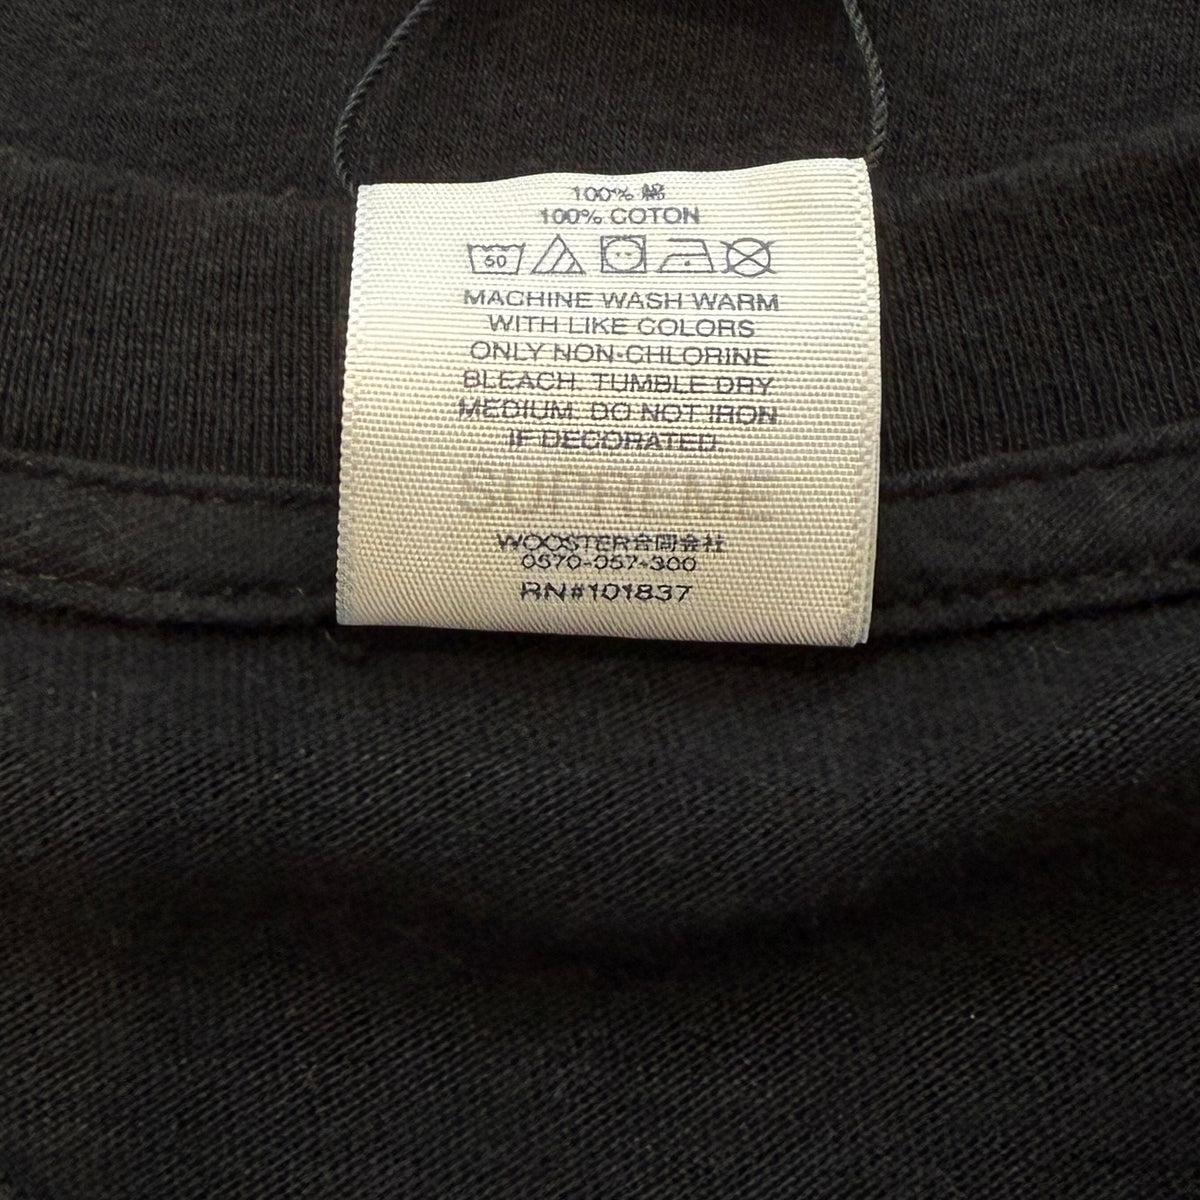 100% 綿
100% COTON
60
MACHINE WASH WARM
WITH LIKE COLORS
ONLY NON-CHLORINE
BLEACH. TUMBLE DRY
MEDIUM. DO NOT IRON
IF DECORATED.
SUPREME
WOOSTER合同会社
0570-057-300
RN#101837